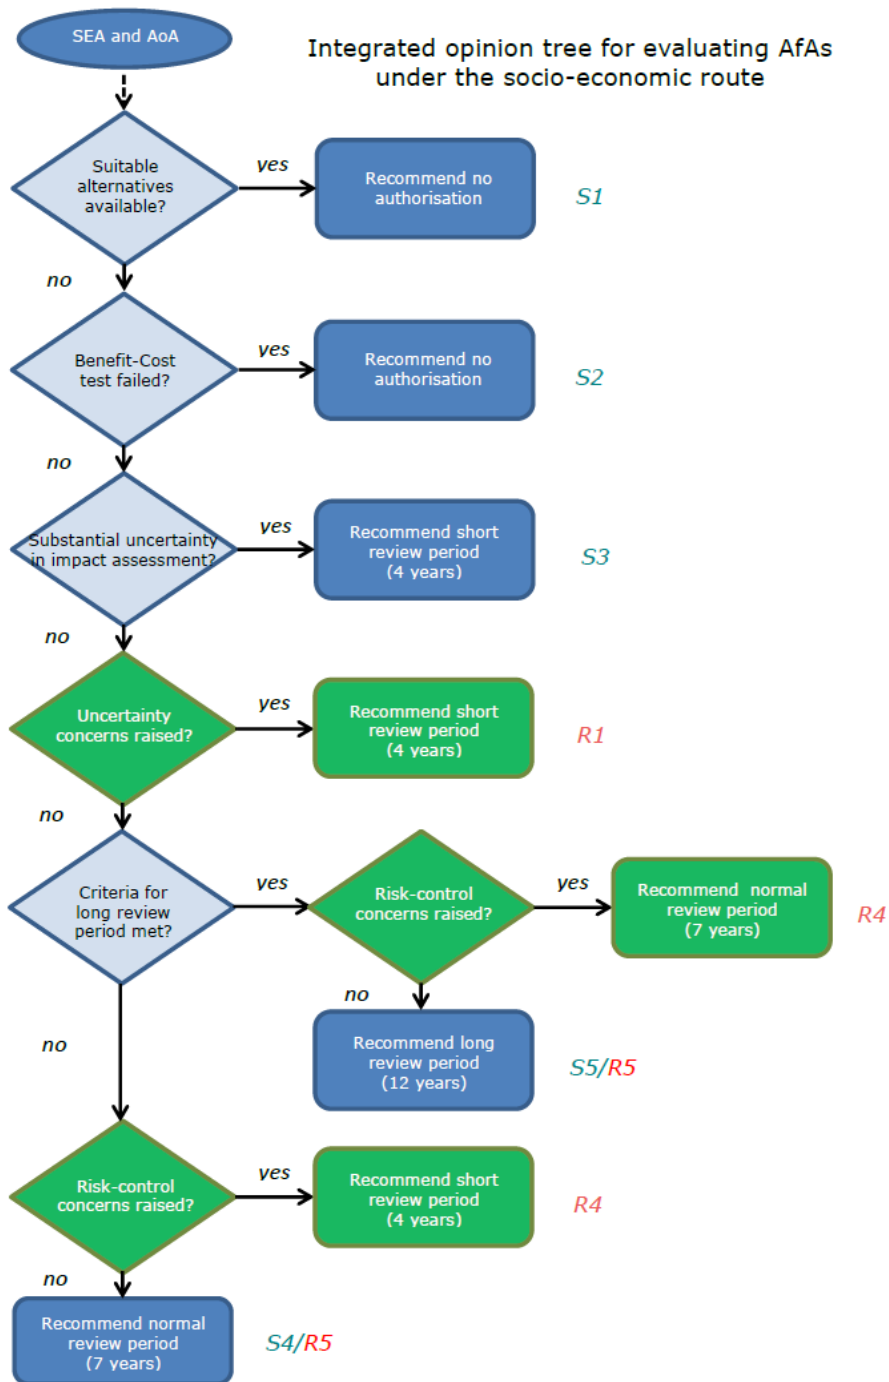 SEA and AoA
Integrated opinion tree for evaluating AfAs
under the socio-economic route
Suitable
alternatives
available?
yes
Recommend no
authorisation
S1
no
Benefit-Cost
test failed?
yes
Recommend no
authorisation
S2
no
Substantial uncertainty
in impact assessment?
yes
Recommend short
review period
(4 years)
S3
no
Uncertainty
concerns raised?
yes
Recommend short
review period
(4 years)
R1
no
Criteria for
long review
period met?
yes
Risk-control
concerns raised?
yes
Recommend normal
review period
(7 years)
R4
no
Recommend long
review period
(12 years)
S5/R5
no
Risk-control
concerns raised?
yes
Recommend short
review period
(4 years)
R4
no
Recommend normal
review period
(7 years)
S4/R5